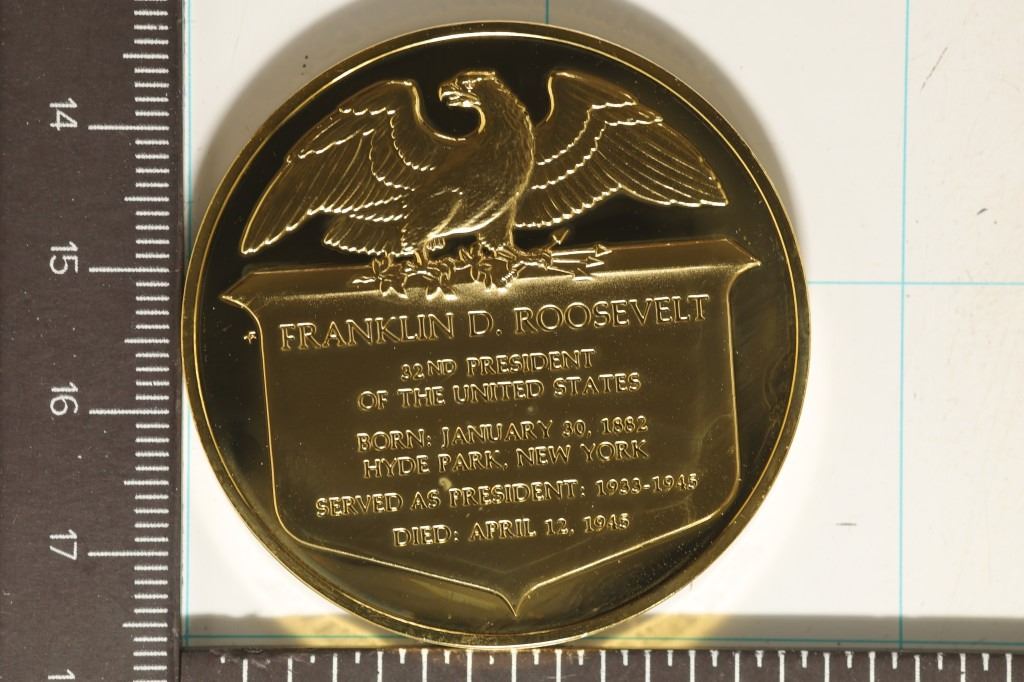 FRANKLIN D. ROOSEVELT
32ND PRESIDENT
OF THE UNITED STATES
BORN: JANUARY 30, 1882
HYDE PARK, NEW YORK
SERVED AS PRESIDENT: 1933-1945
DIED: APRIL 12, 1945
14
15
16
17